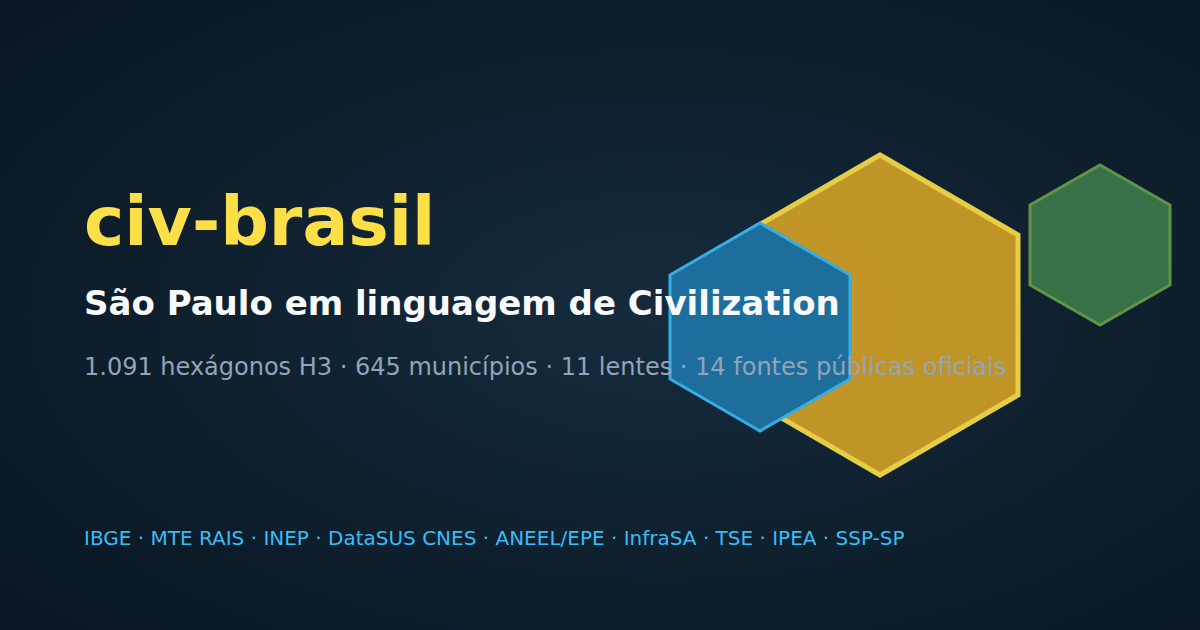 civ-brasil
São Paulo em linguagem de Civilization
1.091 hexágonos H3 · 645 municípios · 11 lentes · 14 fontes públicas oficiais
IBGE · MTE RAIS · INEP · DataSUS CNES · ANEEL/EPE · InfraSA · TSE · IPEA · SSP-SP